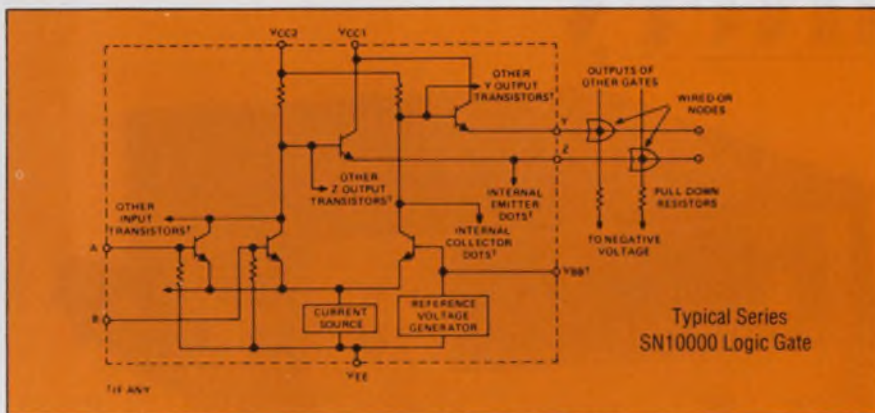 VCC2
VCC1
OTHER
Y OUTPUT
TRANSISTORS†
OUTPUTS OF
OTHER GATES
WIRED-OR
NODES
Y
Z
OTHER
Z OUTPUT
TRANSISTORS†
INTERNAL
EMITTER
DOTS†
PULL-DOWN
RESISTORS
OTHER
INPUT
TRANSISTORS†
INTERNAL
COLLECTOR
DOTS†
TO NEGATIVE
VOLTAGE
A
VBB†
B
CURRENT
SOURCE
REFERENCE
VOLTAGE
GENERATOR
VEE
†IF ANY
Typical Series
SN10000 Logic Gate